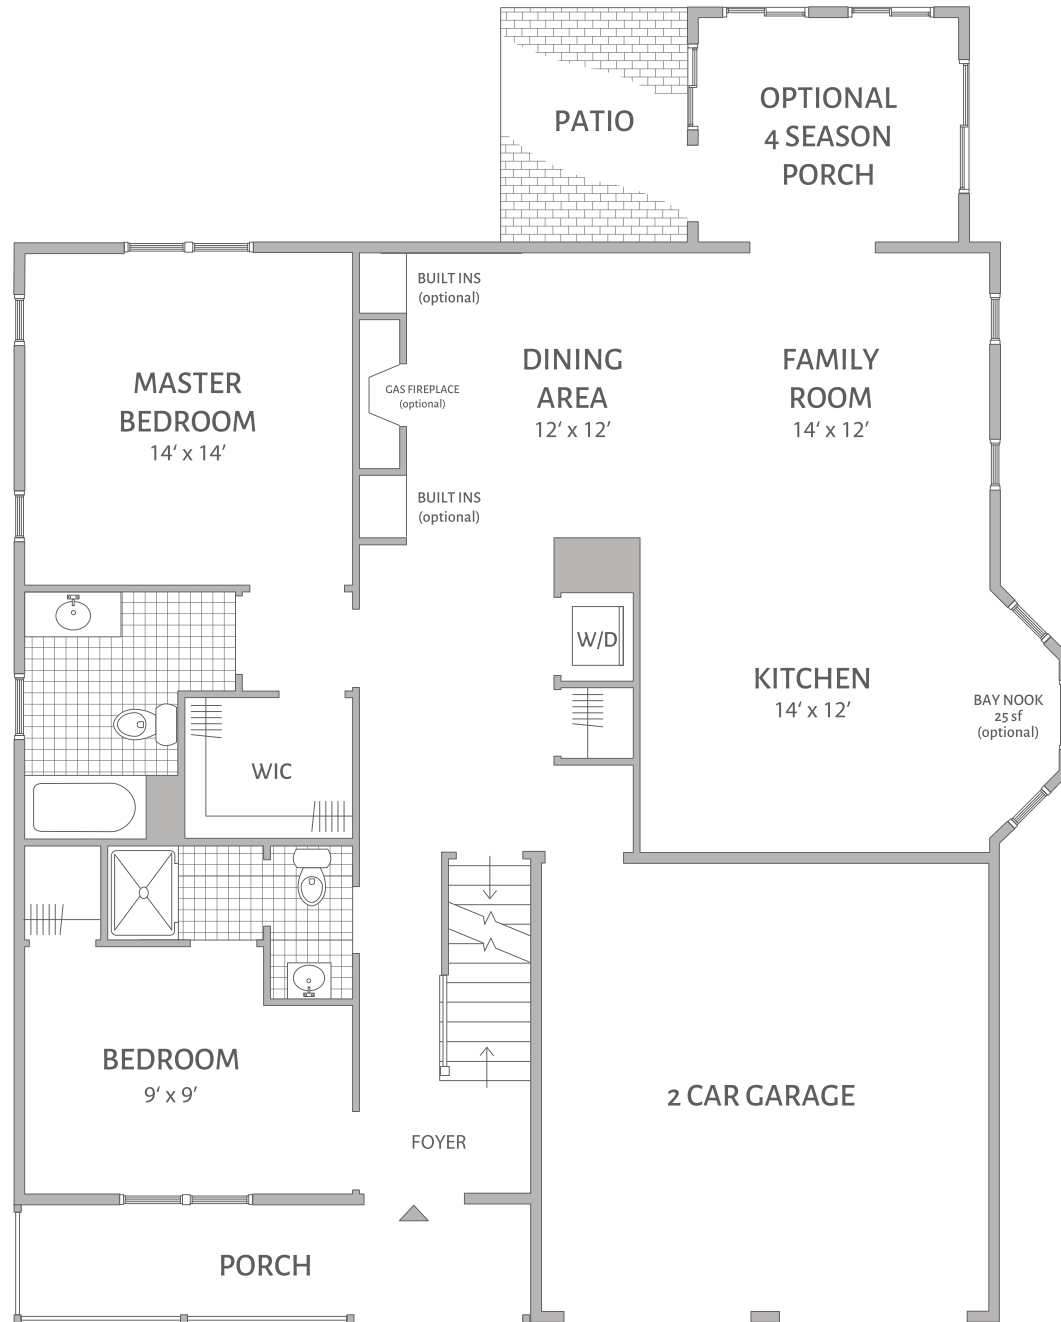 PATIO
OPTIONAL
4 SEASON
PORCH
BUILT INS
(optional)
MASTER
BEDROOM
14‘ x 14’
GAS FIREPLACE
(optional)
DINING
AREA
12‘ x 12’
FAMILY
ROOM
14‘ x 12’
BUILT INS
(optional)
W/D
KITCHEN
14‘ x 12’
BAY NOOK
25 sf
(optional)
WIC
BEDROOM
9‘ x 9’
2 CAR GARAGE
FOYER
PORCH